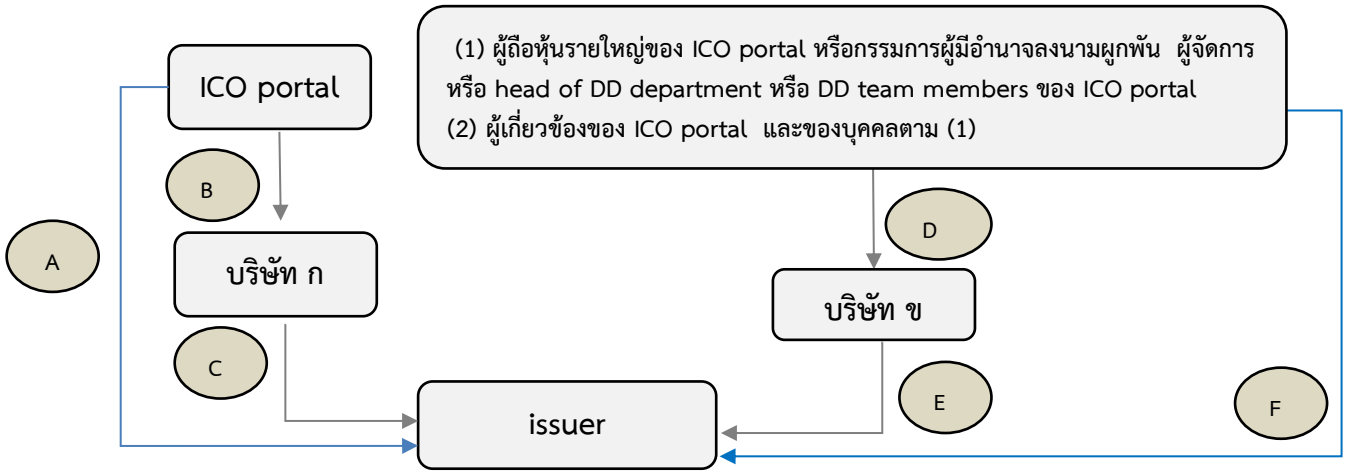 (1) ผู้ถือหุ้นรายใหญ่ของ ICO portal หรือกรรมการผู้มีอำนาจลงนามผูกพัน ผู้จัดการ
หรือ head of DD department หรือ DD team members ของ ICO portal
(2) ผู้เกี่ยวข้องของ ICO portal และของบุคคลตาม (1)
ICO portal
B
D
A
บริษัท ก
บริษัท ข
C
E
F
issuer